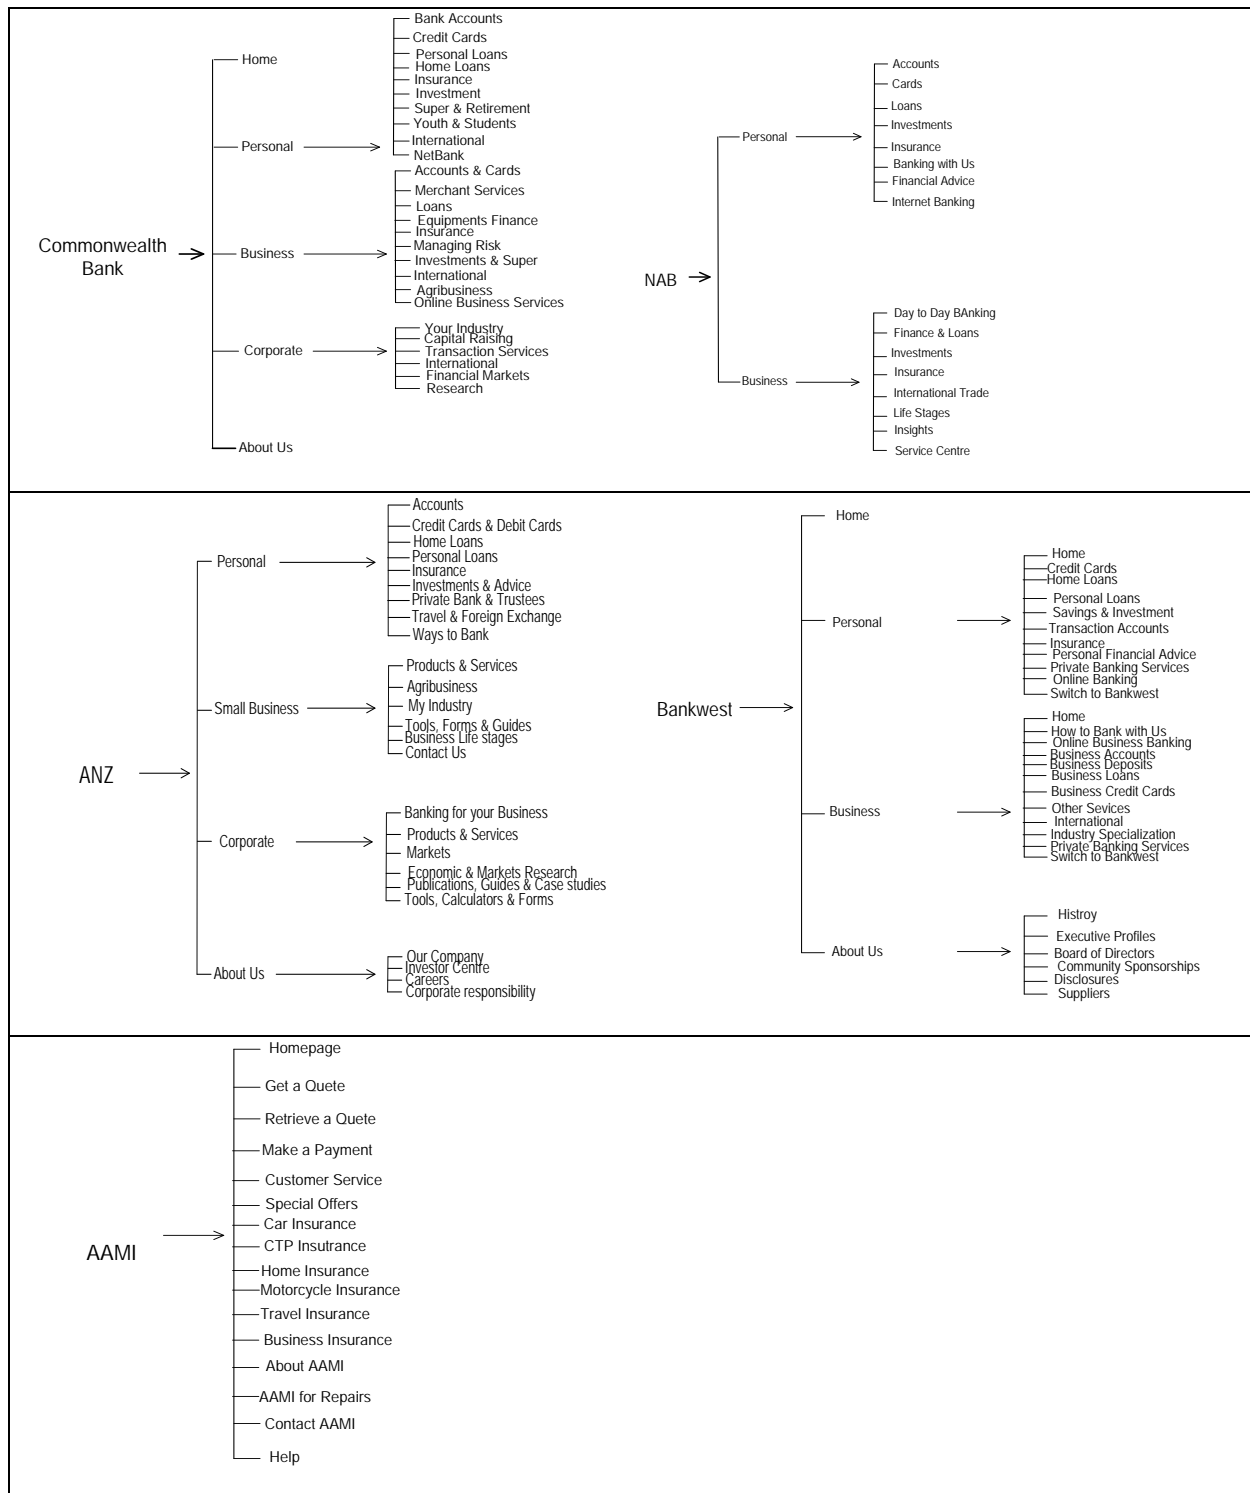 Commonwealth
Bank
Home
Personal
Bank Accounts
Credit Cards
Personal Loans
Home Loans
Insurance
Investment
Super & Retirement
Youth & Students
International
NetBank
Business
Accounts & Cards
Merchant Services
Loans
Equipments Finance
Insurance
Managing Risk
Investments & Super
International
Agribusiness
Online Business Services
Corporate
Your Industry
Capital Raising
Transaction Services
International
Financial Markets
Research
About Us
NAB
Personal
Accounts
Cards
Loans
Investments
Insurance
Banking with Us
Financial Advice
Internet Banking
Business
Day to Day BAnking
Finance & Loans
Investments
Insurance
International Trade
Life Stages
Insights
Service Centre
ANZ
Personal
Accounts
Credit Cards & Debit Cards
Home Loans
Personal Loans
Insurance
Investments & Advice
Private Bank & Trustees
Travel & Foreign Exchange
Ways to Bank
Small Business
Products & Services
Agribusiness
My Industry
Tools, Forms & Guides
Business Life stages
Contact Us
Corporate
Banking for your Business
Products & Services
Markets
Economic & Markets Research
Publications, Guides & Case studies
Tools, Calculators & Forms
About Us
Our Company
Investor Centre
Careers
Corporate responsibility
Bankwest
Home
Personal
Home
Credit Cards
Home Loans
Personal Loans
Savings & Investment
Transaction Accounts
Insurance
Personal Financial Advice
Private Banking Services
Online Banking
Switch to Bankwest
Business
Home
How to Bank with Us
Online Business Banking
Business Accounts
Business Deposits
Business Loans
Business Credit Cards
Other Sevices
International
Industry Specialization
Private Banking Services
Switch to Bankwest
About Us
Histroy
Executive Profiles
Board of Directors
Community Sponsorships
Disclosures
Suppliers
AAMI
Homepage
Get a Quete
Retrieve a Quete
Make a Payment
Customer Service
Special Offers
Car Insurance
CTP Insutrance
Home Insurance
Motorcycle Insurance
Travel Insurance
Business Insurance
About AAMI
AAMI for Repairs
Contact AAMI
Help